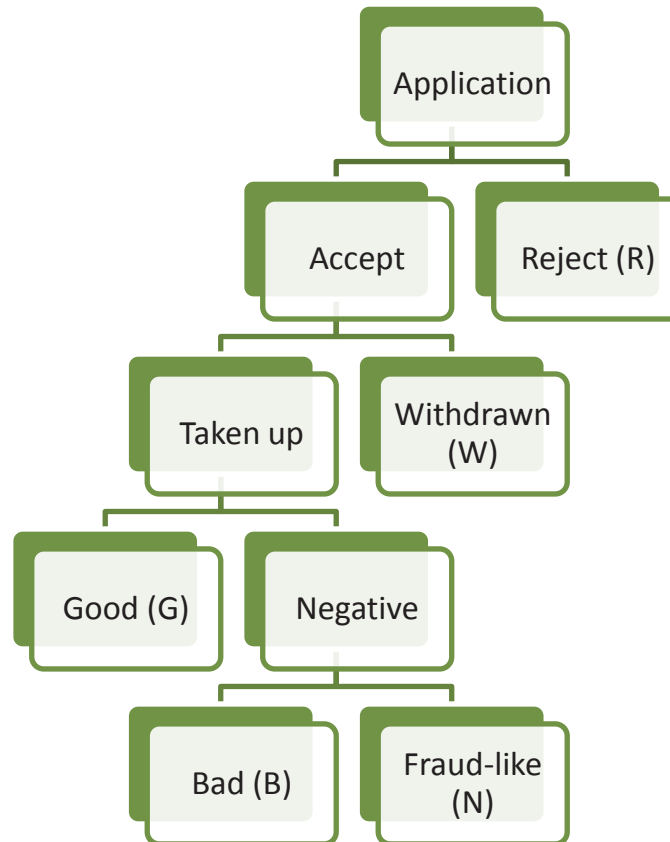 Application
Accept
Reject (R)
Taken up
Withdrawn
(W)
Good (G)
Negative
Bad (B)
Fraud-like
(N)